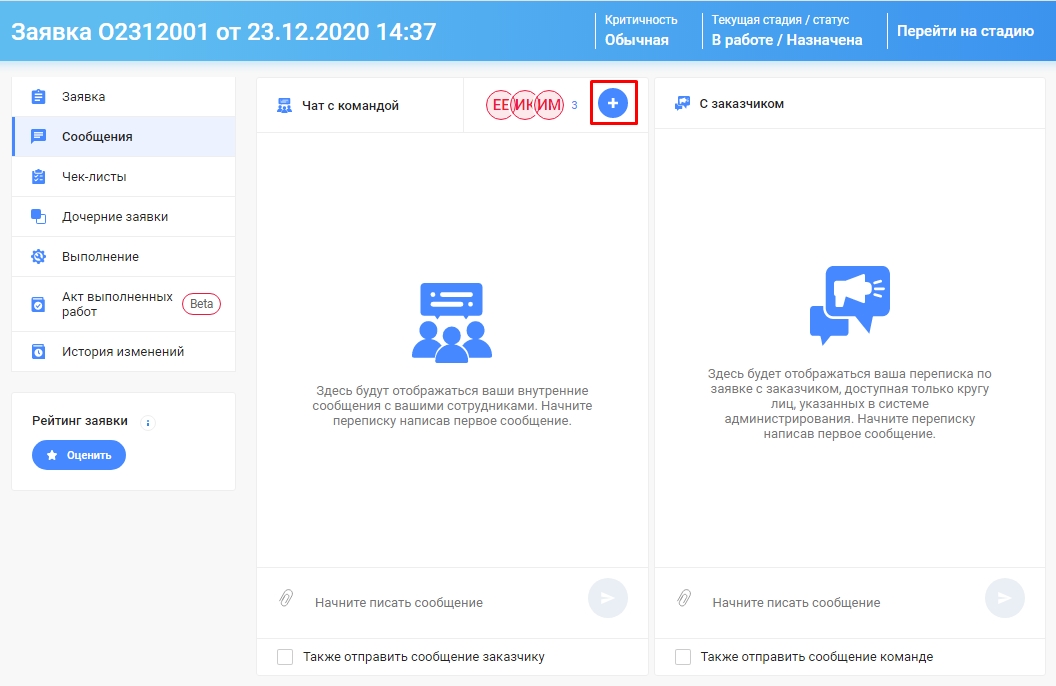 Заявка О2312001 от 23.12.2020 14:37
Критичность
Обычная
Текущая стадия / статус
В работе / Назначена
Перейти на стадию
Заявка
Сообщения
Чек-листы
Дочерние заявки
Выполнение
Акт выполненных
работ
Beta
История изменений
Рейтинг заявки
i
Оценить
Чат с командой
ЕЕ ИК ИМ 3
+
Здесь будут отображаться ваши внутренние
сообщения с вашими сотрудниками. Начните
переписку написав первое сообщение.
Начните писать сообщение
Также отправить сообщение заказчику
С заказчиком
Здесь будет отображаться ваша переписка по
заявке с заказчиком, доступная только кругу
лиц, указанных в системе
администрирования. Начните переписку
написав первое сообщение.
Начните писать сообщение
Также отправить сообщение команде